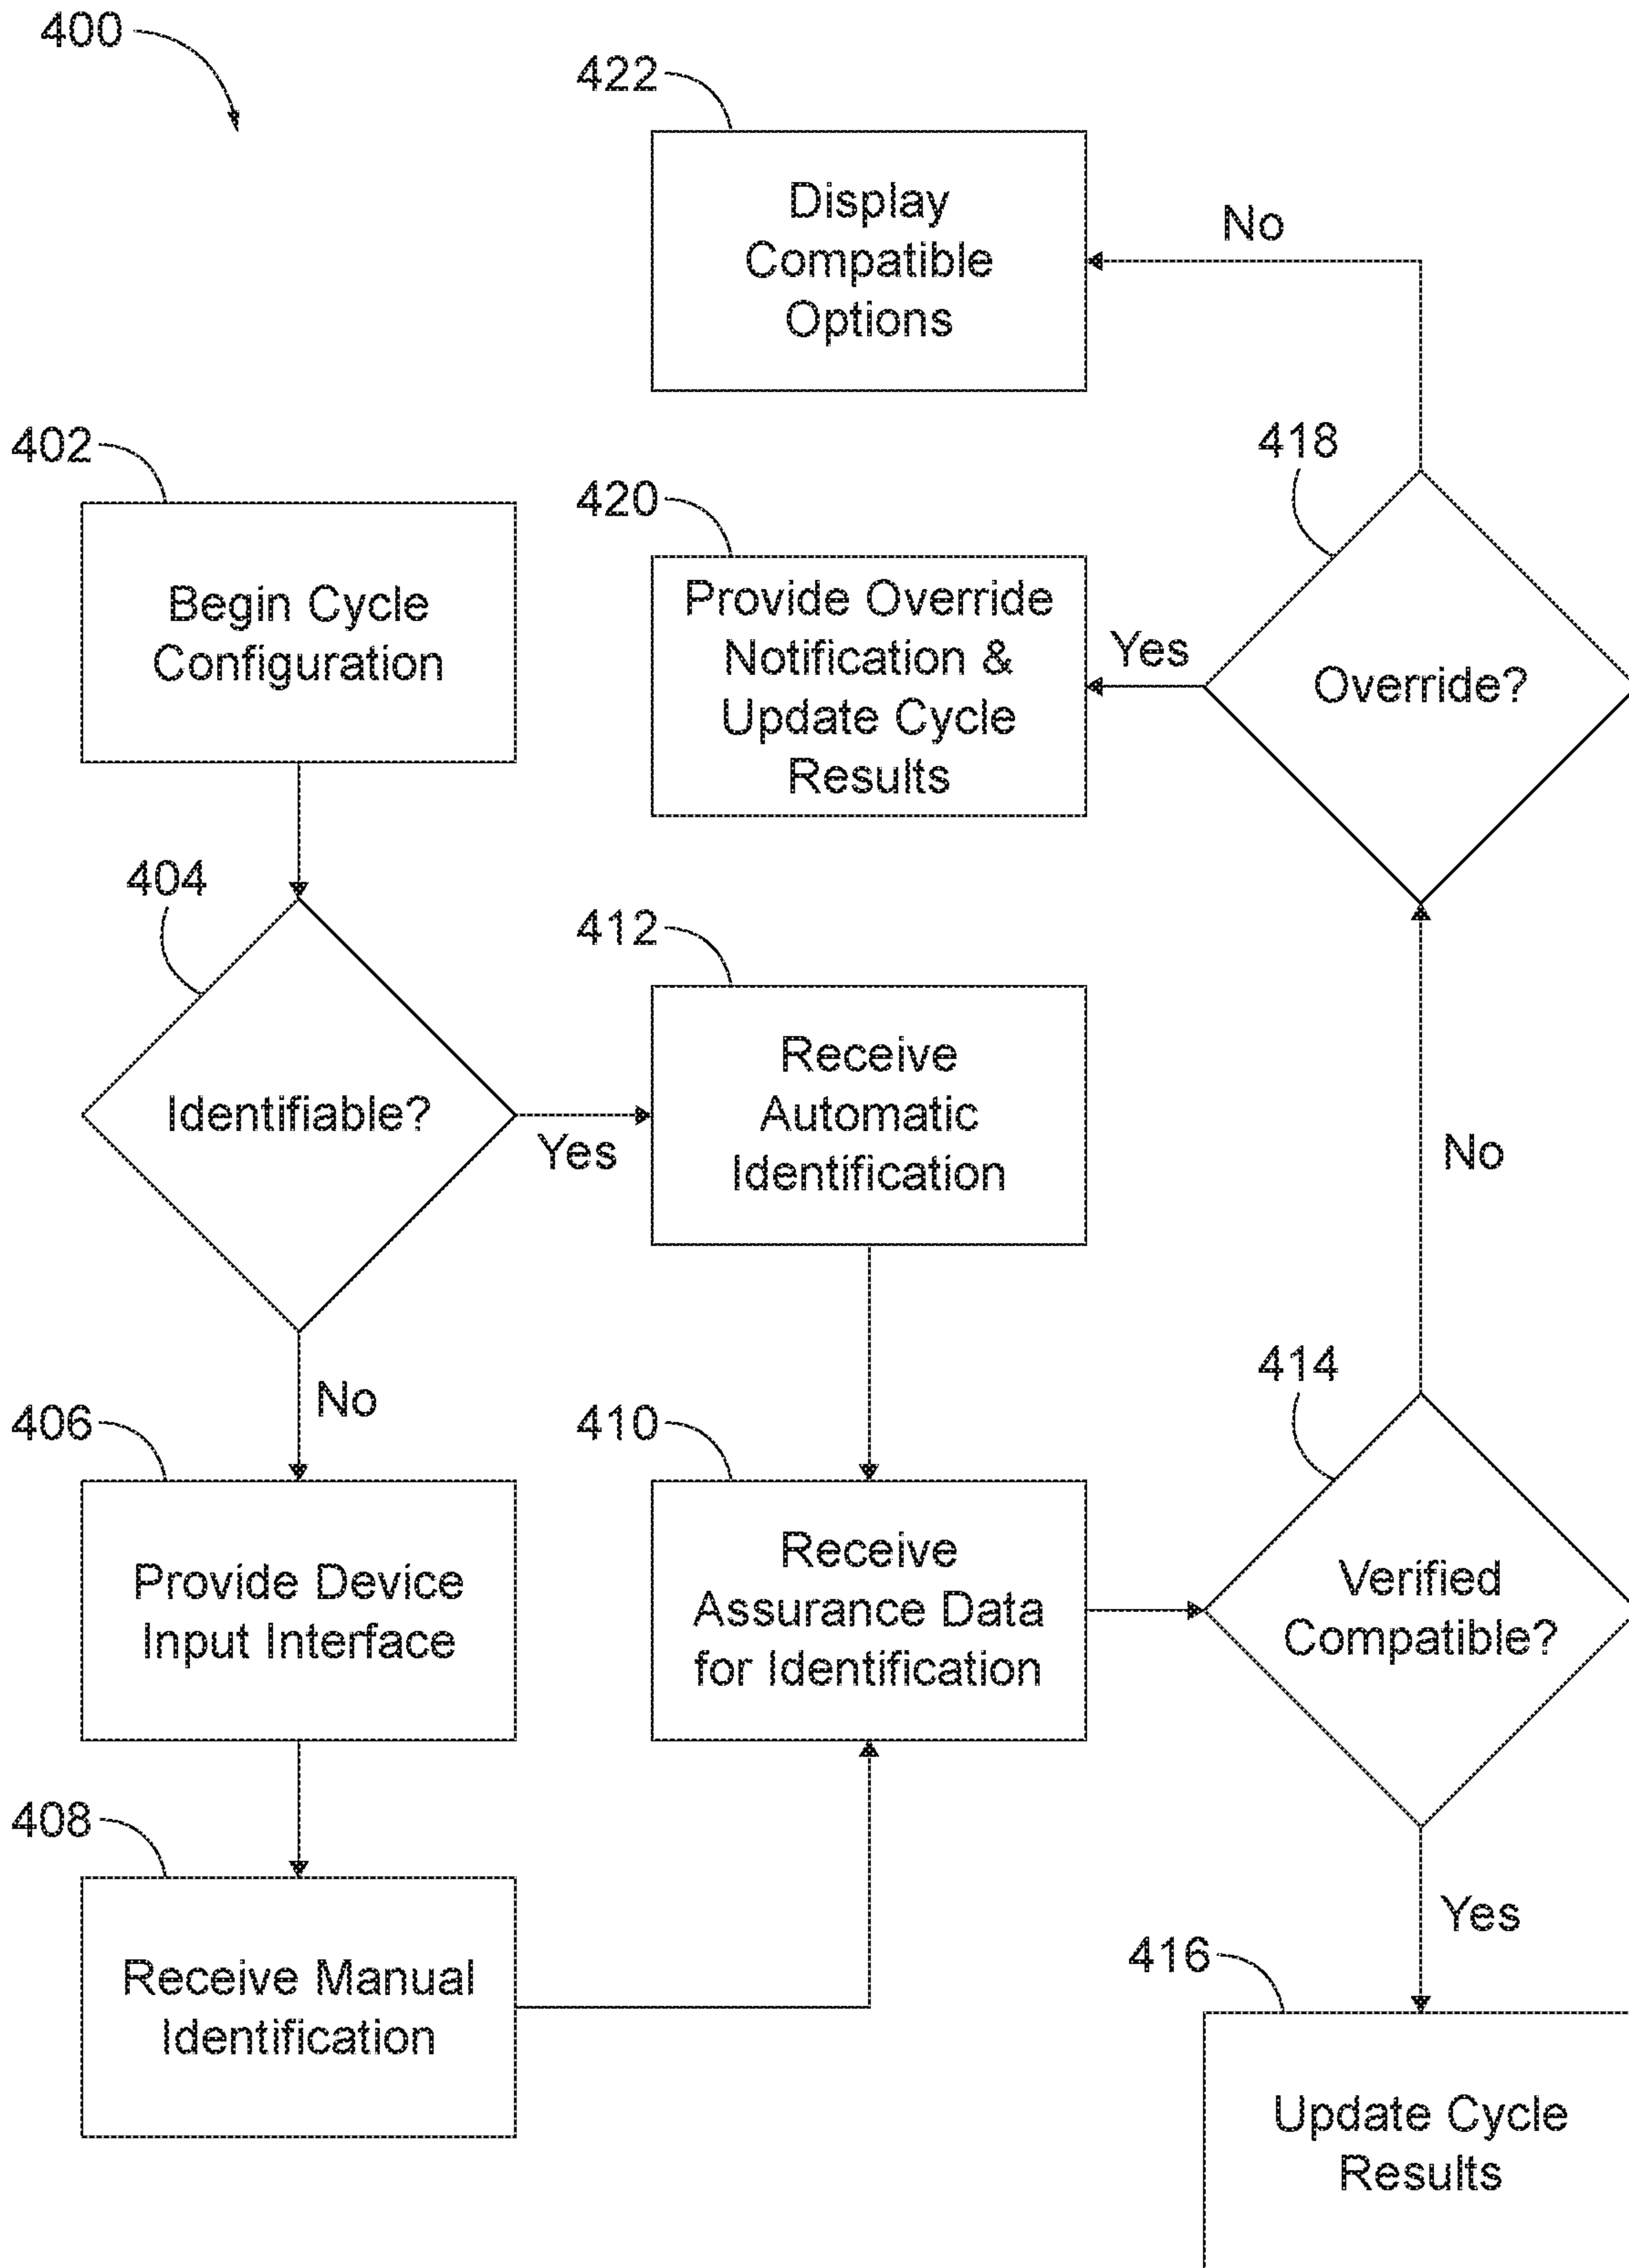 400
422
Display
Compatible
Options
No
402
Begin Cycle
Configuration
420
Provide Override
Notification &
Update Cycle
Results
Yes
418
Override?
404
Identifiable?
Yes
No
412
Receive
Automatic
Identification
No
406
Provide Device
Input Interface
410
Receive
Assurance Data
for Identification
414
Verified
Compatible?
408
Receive Manual
Identification
Yes
416
Update Cycle
Results